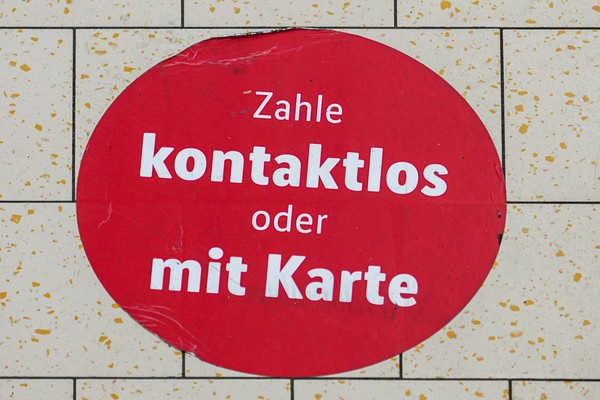 Zahle
kontaktlos
oder
mit Karte